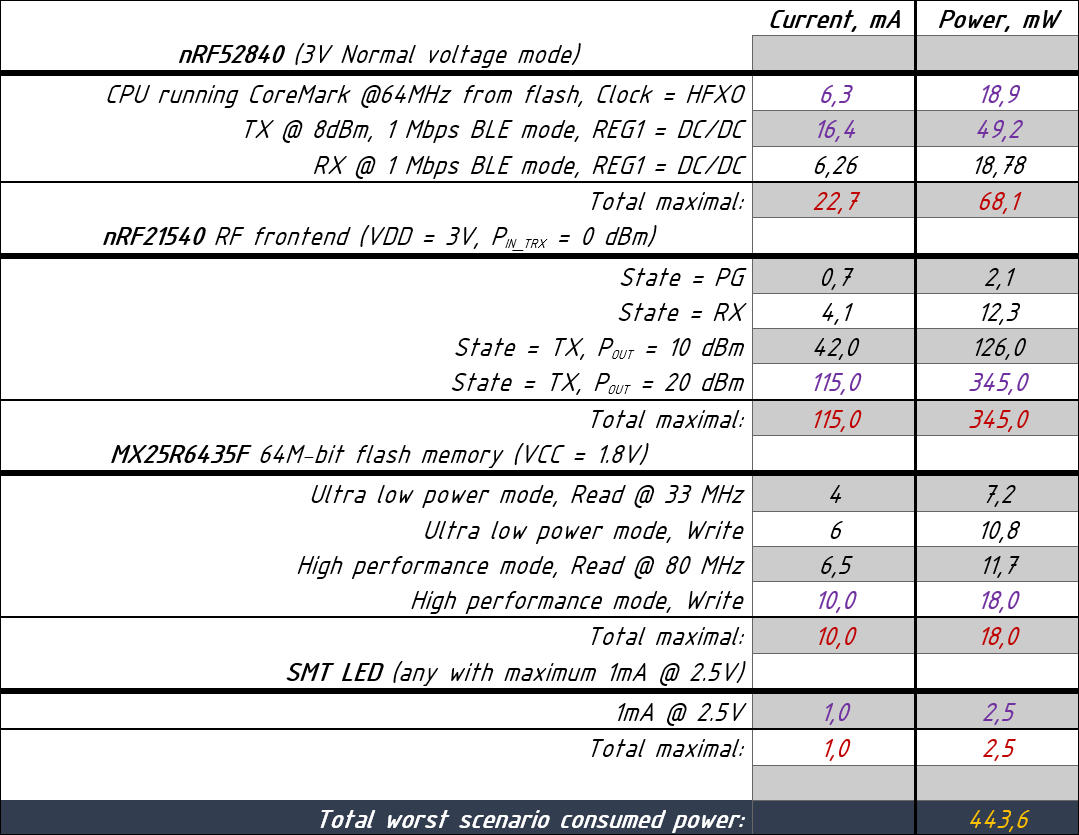 Current, mA Power, mW
nRF52840 (3V Normal voltage mode)
CPU running CoreMark @64MHz from flash, Clock = HFXO 6,3 18,9
TX @ 8dBm, 1 Mbps BLE mode, REG1 = DC/DC 16,4 49,2
RX @ 1 Mbps BLE mode, REG1 = DC/DC 6,26 18,78
Total maximal: 22,7 68,1
nRF21540 RF frontend (VDD = 3V, PIN_TRX = 0 dBm)
State = PG 0,7 2,1
State = RX 4,1 12,3
State = TX, POUT = 10 dBm 42,0 126,0
State = TX, POUT = 20 dBm 115,0 345,0
Total maximal: 115,0 345,0
MX25R6435F 64M-bit flash memory (VCC = 1.8V)
Ultra low power mode, Read @ 33 MHz 4 7,2
Ultra low power mode, Write 6 10,8
High performance mode, Read @ 80 MHz 6,5 11,7
High performance mode, Write 10,0 18,0
Total maximal: 10,0 18,0
SMT LED (any with maximum 1mA @ 2.5V)
1mA @ 2.5V 1,0 2,5
Total maximal: 1,0 2,5
Total worst scenario consumed power: 443,6